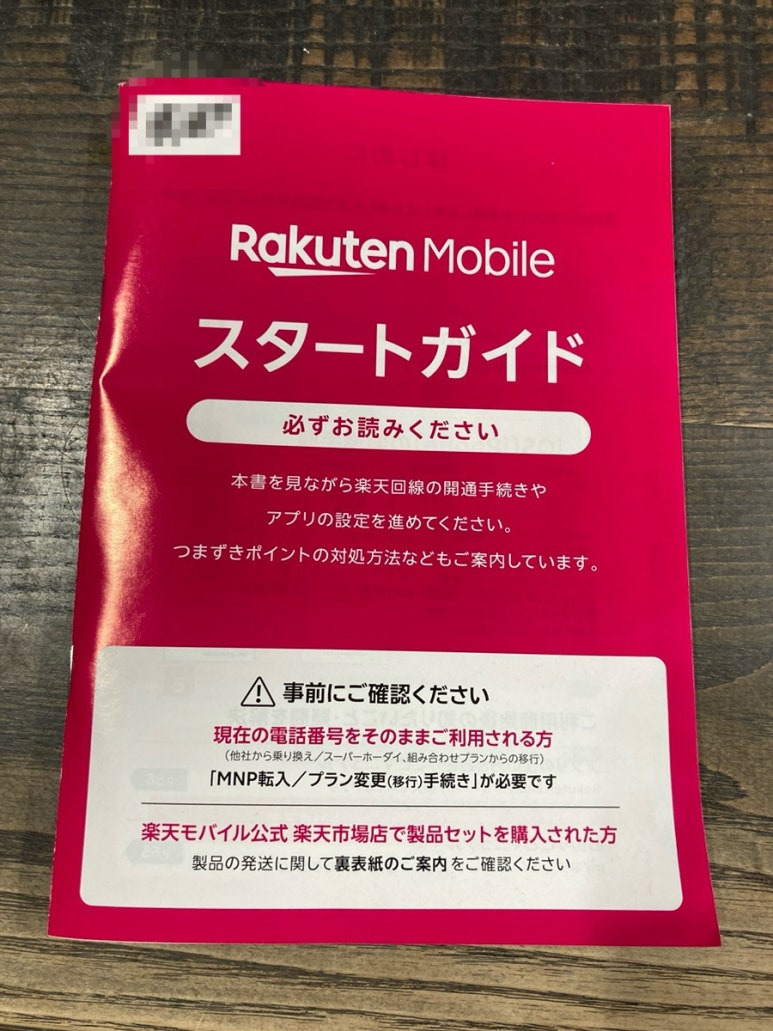 Rakuten Mobile
スタートガイド
必ずお読みください
本書を見ながら楽天回線の開通手続きや
アプリの設定を進めてください。
つまずきポイントの対処方法などもご案内しています。
事前にご確認ください
現在の電話番号をそのままご利用される方
(他社から乗り換え/スーパーホーダイ、組み合わせプランからの移行)
「MNP転入/プラン変更(移行)手続き」が必要です
楽天モバイル公式 楽天市場店で製品セットを購入された方
製品の発送に関して裏表紙のご案内をご確認ください